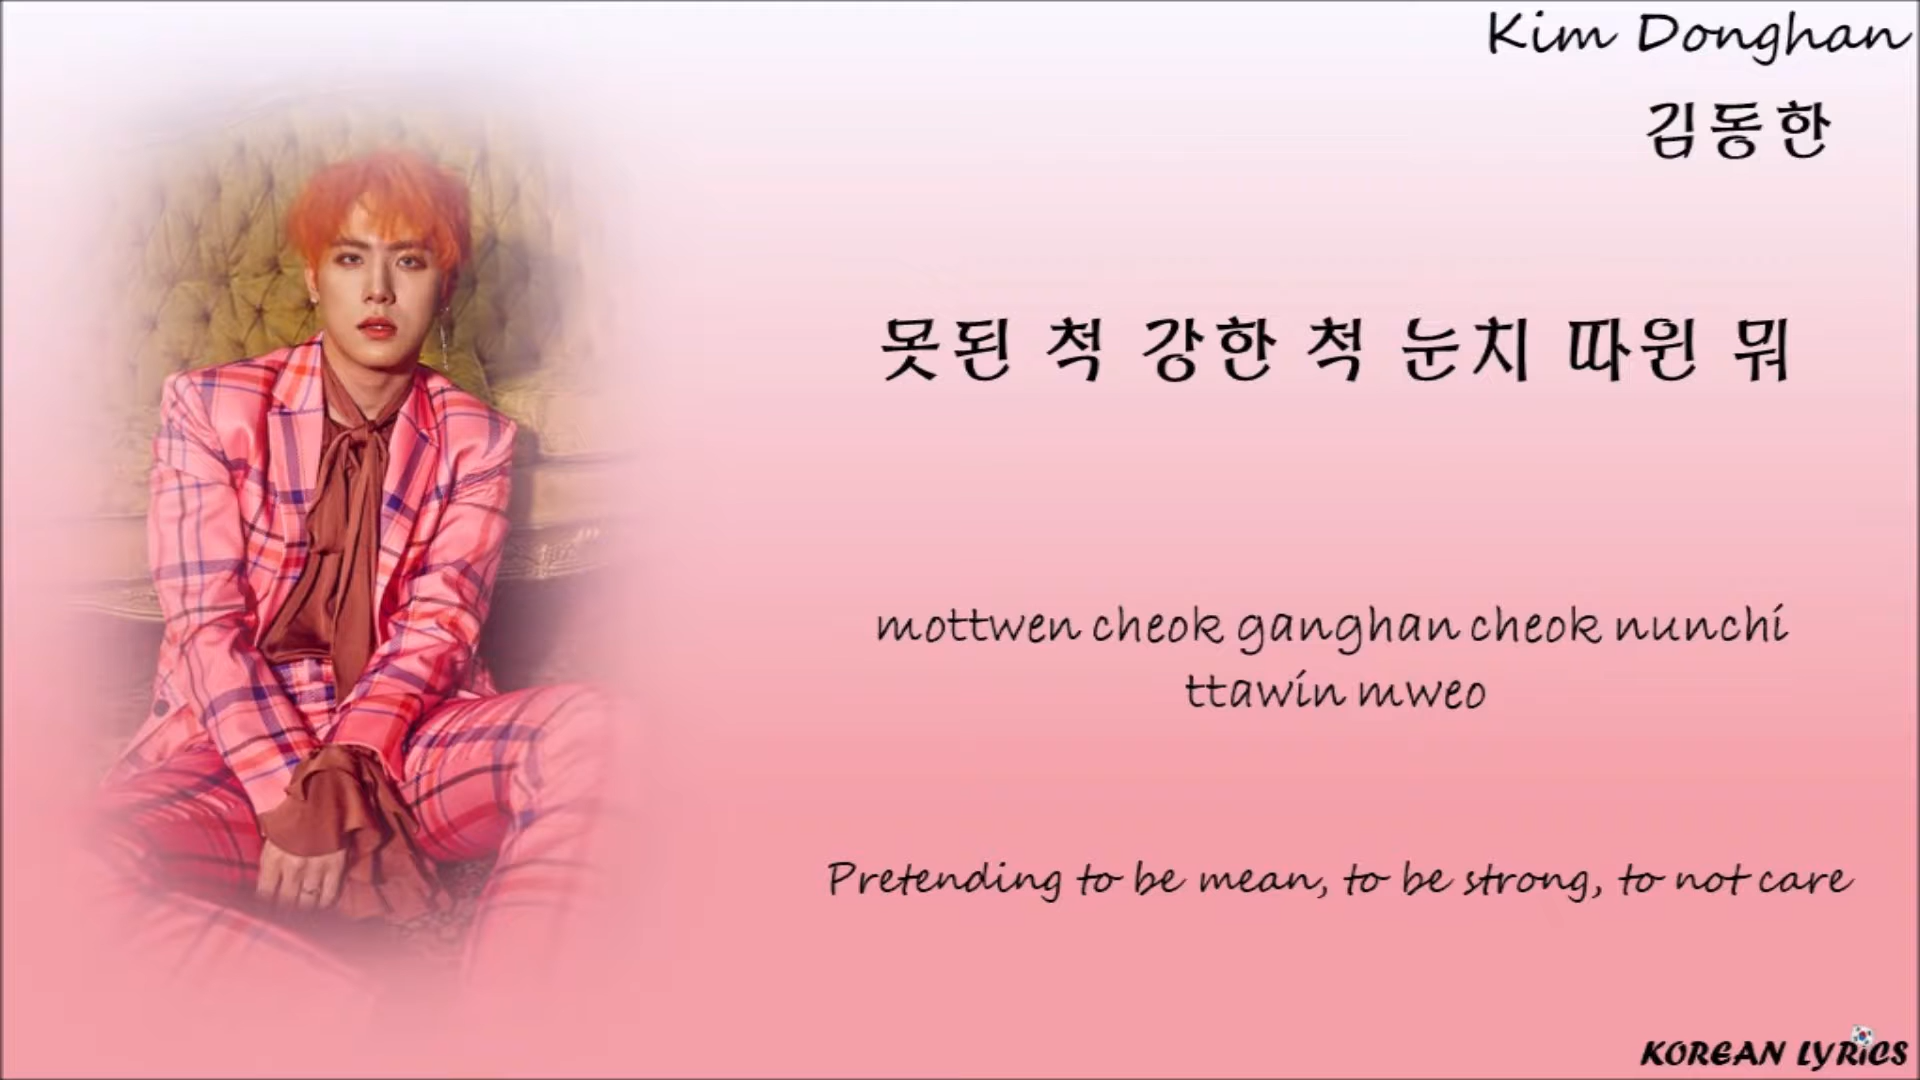 Kim Donghan
김동한
못된 척 강한 척 눈치 따윈 뭐
mottwen cheok ganghan cheok nunchi
ttawin mweo
Pretending to be mean, to be strong, to not care
KOREAN LYRICS